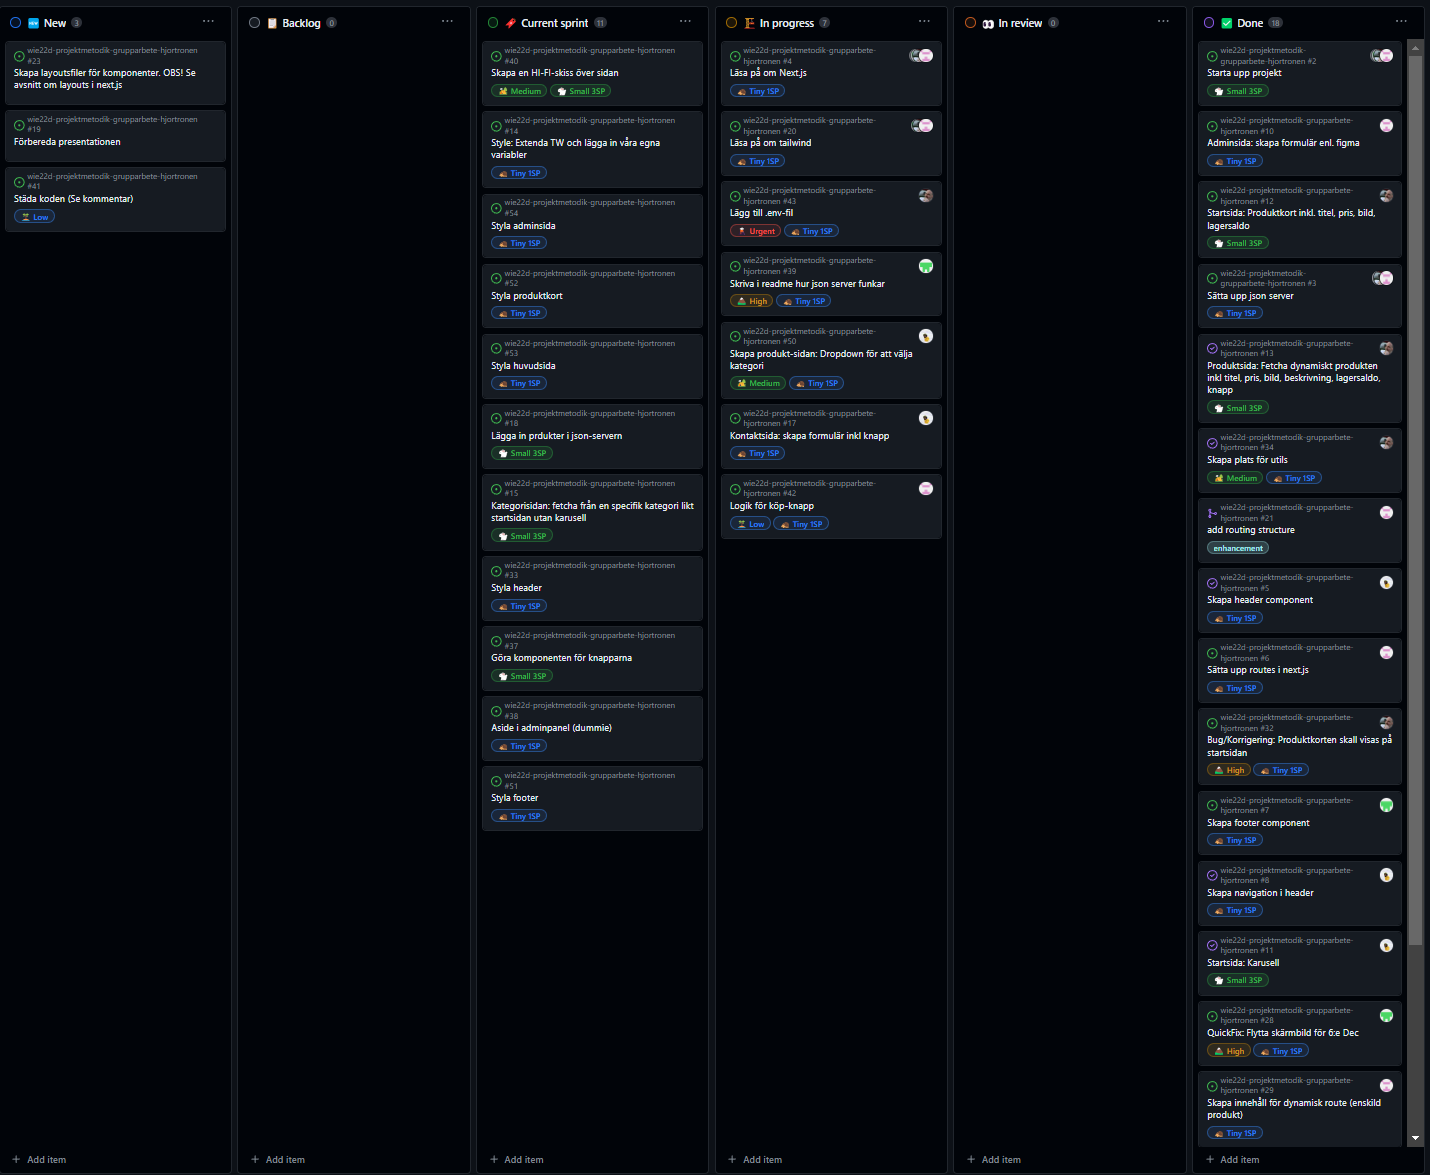 New 3
wie22d-projektmetodik-grupparbete-hjortronen
#23
Skapa layoutsfiler för komponenter. OBS! Se
avsnitt om layouts i next.js
wie22d-projektmetodik-grupparbete-hjortronen
#19
Förbereda presentationen
wie22d-projektmetodik-grupparbete-hjortronen
#41
Städa koden (Se kommentar)
Low
Add item
Backlog 0
Add item
Current sprint 11
wie22d-projektmetodik-grupparbete-hjortronen
#40
Skapa en HI-FI-skiss över sidan
Medium Small 3SP
wie22d-projektmetodik-grupparbete-hjortronen
#14
Style: Extenda TW och lägga in våra egna
variabler
Tiny 1SP
wie22d-projektmetodik-grupparbete-hjortronen
#54
Styla adminsida
Tiny 1SP
wie22d-projektmetodik-grupparbete-hjortronen
#52
Styla produktkort
Tiny 1SP
wie22d-projektmetodik-grupparbete-hjortronen
#53
Styla huvudsida
Tiny 1SP
wie22d-projektmetodik-grupparbete-hjortronen
#18
Lägga in prdukter i json-servern
Small 3SP
wie22d-projektmetodik-grupparbete-hjortronen
#15
Kategorisidan: fetcha från en specifik kategori likt
startsidan utan karusell
Small 3SP
wie22d-projektmetodik-grupparbete-hjortronen
#33
Styla header
Tiny 1SP
wie22d-projektmetodik-grupparbete-hjortronen
#37
Göra komponenten för knapparna
Small 3SP
wie22d-projektmetodik-grupparbete-hjortronen
#38
Aside i adminpanel (dummie)
Tiny 1SP
wie22d-projektmetodik-grupparbete-hjortronen
#51
Styla footer
Tiny 1SP
Add item
In progress 7
wie22d-projektmetodik-grupparbete-
hjortronen #4
Läsa på om Next.js
Tiny 1SP
wie22d-projektmetodik-grupparbete-
hjortronen #20
Läsa på om tailwind
Tiny 1SP
wie22d-projektmetodik-grupparbete-
hjortronen #43
Lägg till .env-fil
Urgent Tiny 1SP
wie22d-projektmetodik-grupparbete-
hjortronen #39
Skriva i readme hur json server funkar
High Tiny 1SP
wie22d-projektmetodik-grupparbete-
hjortronen #50
Skapa produkt-sidan: Dropdown för att välja
kategori
Medium Tiny 1SP
wie22d-projektmetodik-grupparbete-
hjortronen #17
Kontaktsida: skapa formulär inkl knapp
Tiny 1SP
wie22d-projektmetodik-grupparbete-
hjortronen #42
Logik för köp-knapp
Low Tiny 1SP
Add item
In review 0
Add item
Done 18
wie22d-projektmetodik-
grupparbete-hjortronen #2
Starta upp projekt
Small 3SP
wie22d-projektmetodik-grupparbete-
hjortronen #10
Adminsida: skapa formulär enl. figma
Tiny 1SP
wie22d-projektmetodik-grupparbete-
hjortronen #12
Startsida: Produktkort inkl. titel, pris, bild,
lagersaldo
Small 3SP
wie22d-projektmetodik-
grupparbete-hjortronen #3
Sätta upp json server
Tiny 1SP
wie22d-projektmetodik-grupparbete-
hjortronen #13
Produktsida: Fetcha dynamiskt produkten
inkl titel, pris, bild, beskrivning, lagersaldo,
knapp
Small 3SP
wie22d-projektmetodik-grupparbete-
hjortronen #34
Skapa plats för utils
Medium Tiny 1SP
wie22d-projektmetodik-grupparbete-
hjortronen #21
add routing structure
enhancement
wie22d-projektmetodik-grupparbete-
hjortronen #5
Skapa header component
Tiny 1SP
wie22d-projektmetodik-grupparbete-
hjortronen #6
Sätta upp routes i next.js
Tiny 1SP
wie22d-projektmetodik-grupparbete-
hjortronen #32
Bug/Korrigering: Produktkorten skall visas på
startsidan
High Tiny 1SP
wie22d-projektmetodik-grupparbete-
hjortronen #7
Skapa footer component
Tiny 1SP
wie22d-projektmetodik-grupparbete-
hjortronen #8
Skapa navigation i header
Tiny 1SP
wie22d-projektmetodik-grupparbete-
hjortronen #11
Startsida: Karusell
Small 3SP
wie22d-projektmetodik-grupparbete-
hjortronen #28
QuickFix: Flytta skärmbild för 6:e Dec
High Tiny 1SP
wie22d-projektmetodik-grupparbete-
hjortronen #29
Skapa innehåll för dynamisk route (enskild
produkt)
Tiny 1SP
Add item